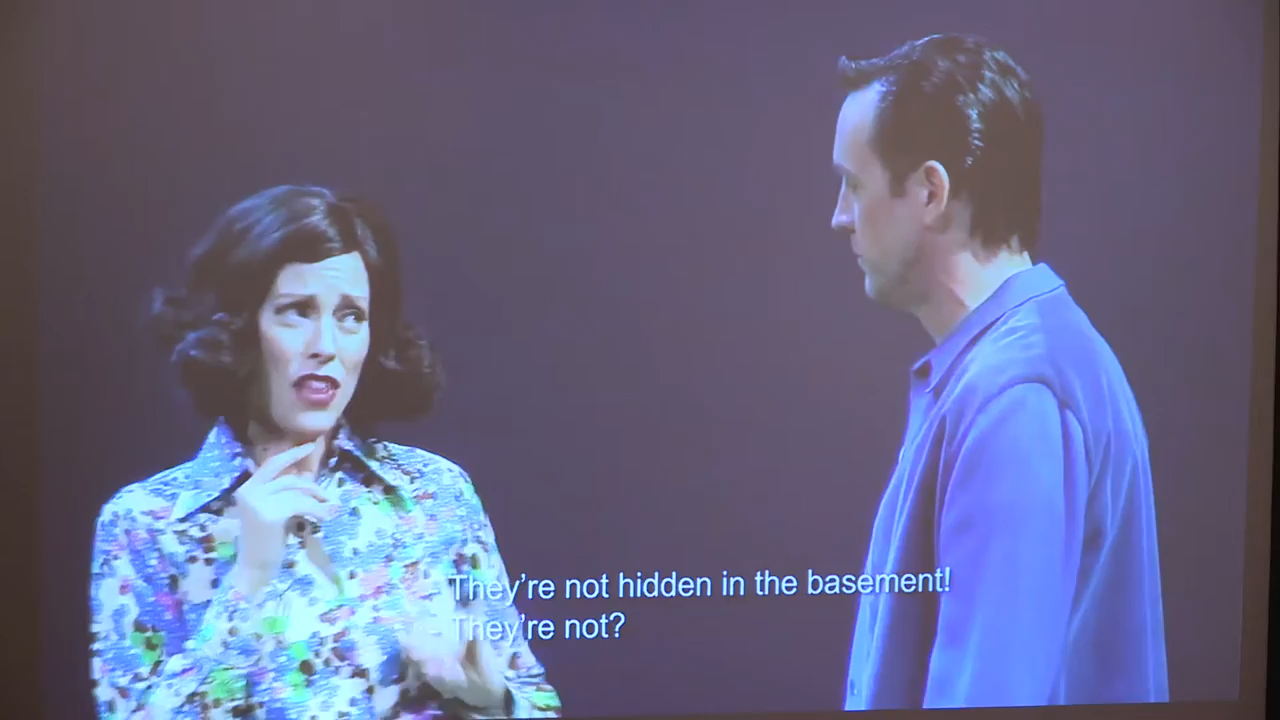 - They're not hidden in the basement!
- They're not?